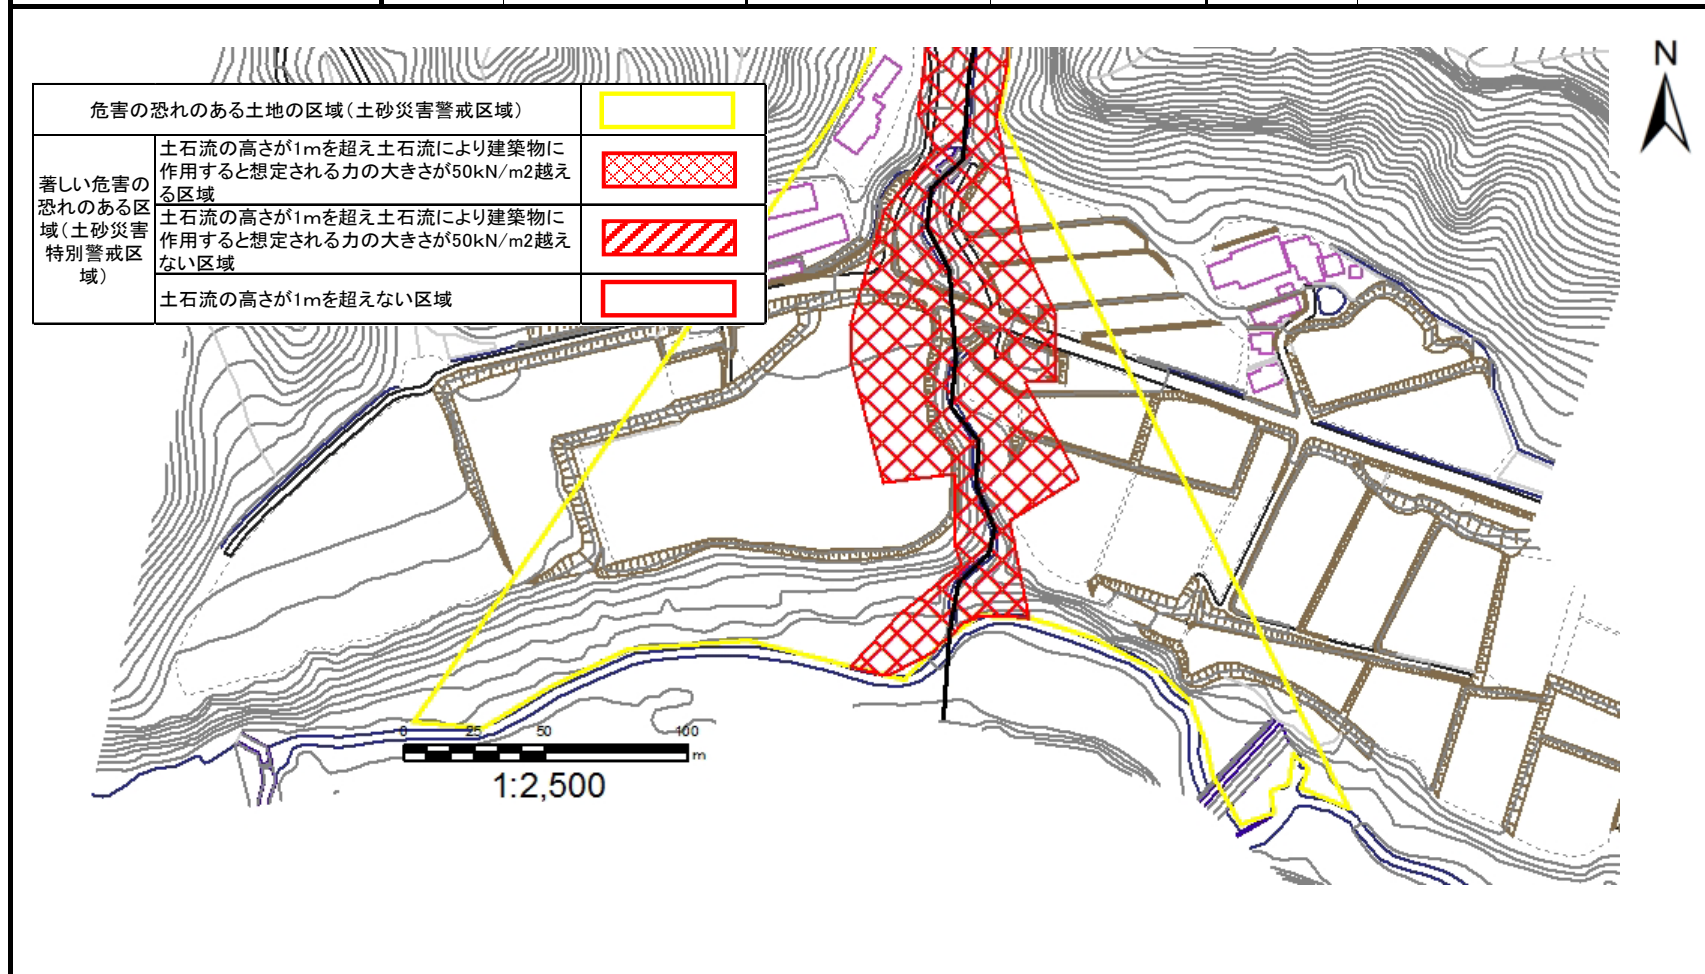 N
危害の恐れのある土地の区域（土砂災害警戒区域）
著しい危害の
恐れのある区
域（土砂災害
特別警戒区
域）
土石流の高さが1mを超え土石流により建築物に
作用すると想定される力の大きさが50kN/m2越え
る区域
土石流の高さが1mを超え土石流により建築物に
作用すると想定される力の大きさが50kN/m2越え
ない区域
土石流の高さが1mを超えない区域
0 25 50 100
m
1:2,500